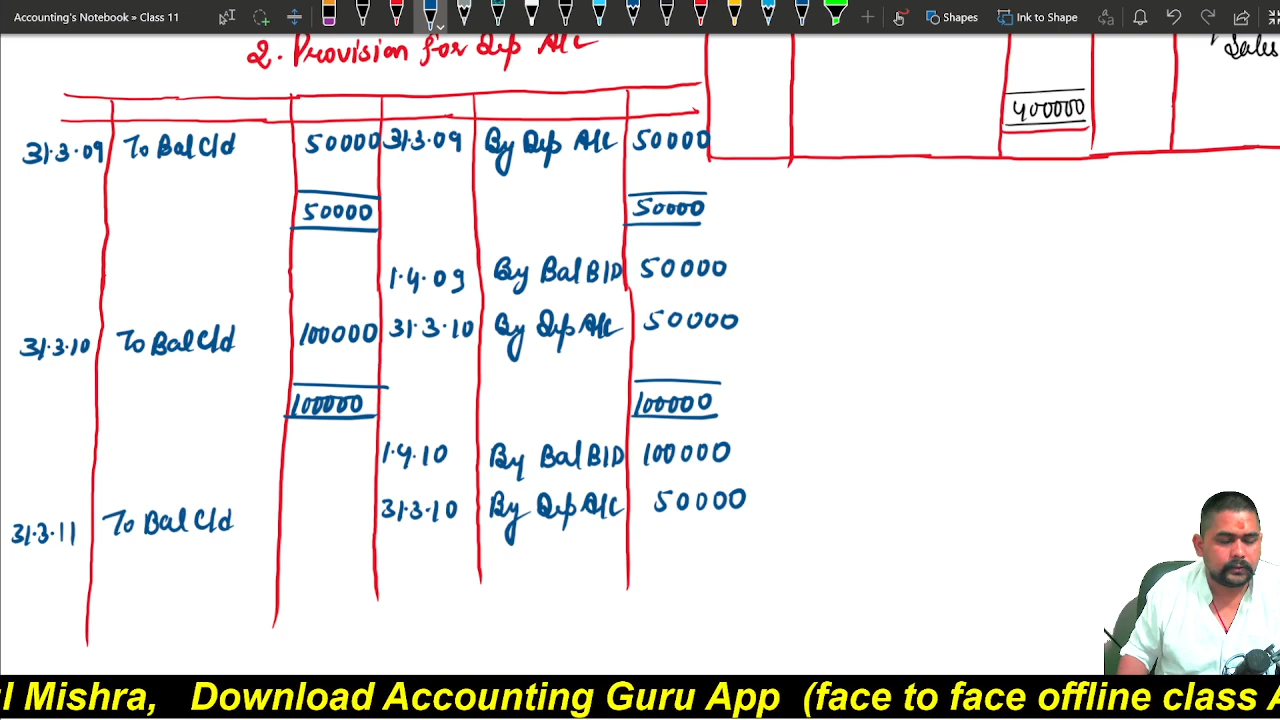 Accounting's Notebook » Class 11
Shapes
Ink to Shape
2. Provision for Dep A/C
Sales
400000
31.3.09 To Bal C/d 50000 31.3.09 By Dep A/C 50000
50000 50000
1.4.09 By Bal B/D 50000
31.3.10 To Bal C/d 100000 31.3.10 By Dep A/C 50000
100000 100000
1.4.10 By Bal B/D 100000
31.3.10 By Dep A/C 50000
31.3.11 To Bal C/d
Mishra, Download Accounting Guru App (face to face offline class